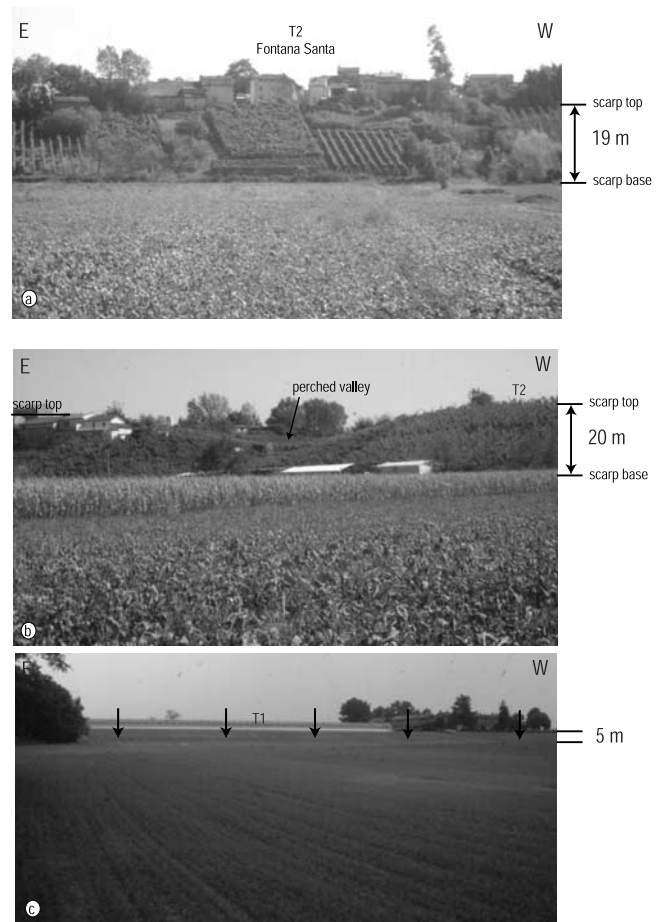 E
T2
W
Fontana Santa
scarp top
19 m
scarp base
a
E
W
perched valley
T2
scarp top
scarp top
20 m
scarp base
b
E
W
T1
5 m
c